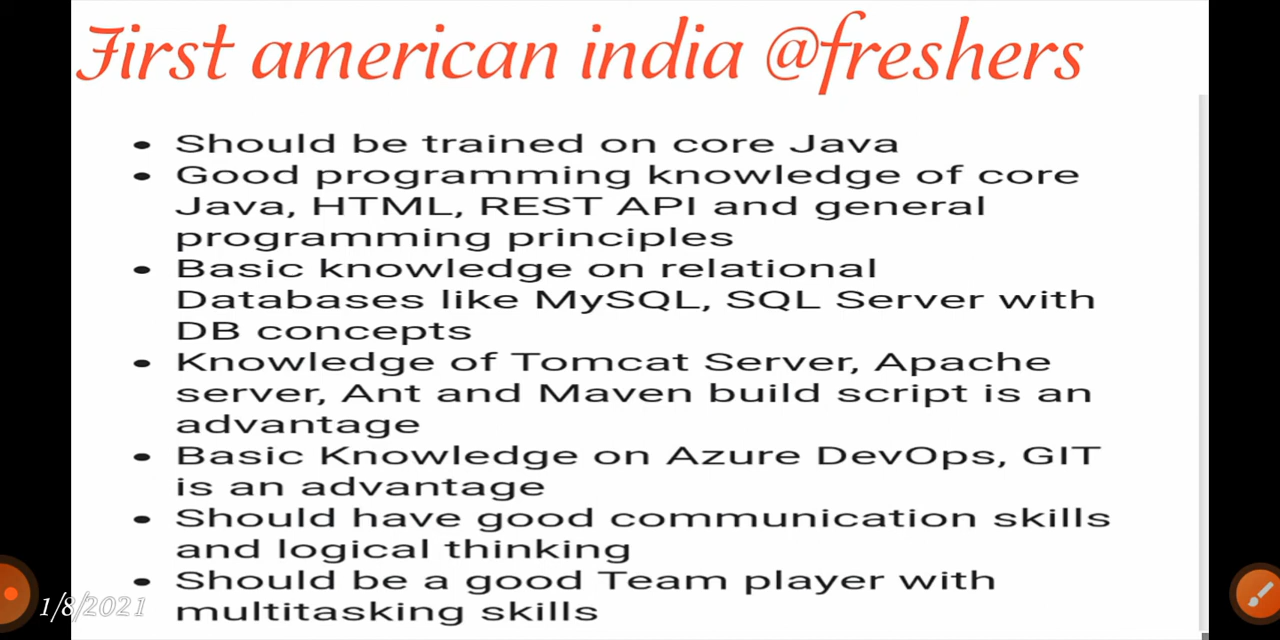 First american india @freshers
• Should be trained on core Java
• Good programming knowledge of core
Java, HTML, REST API and general
programming principles
• Basic knowledge on relational
Databases like MySQL, SQL Server with
DB concepts
• Knowledge of Tomcat Server, Apache
server, Ant and Maven build script is an
advantage
• Basic Knowledge on Azure DevOps, GIT
is an advantage
• Should have good communication skills
and logical thinking
• Should be a good Team player with
multitasking skills
1/8/2021